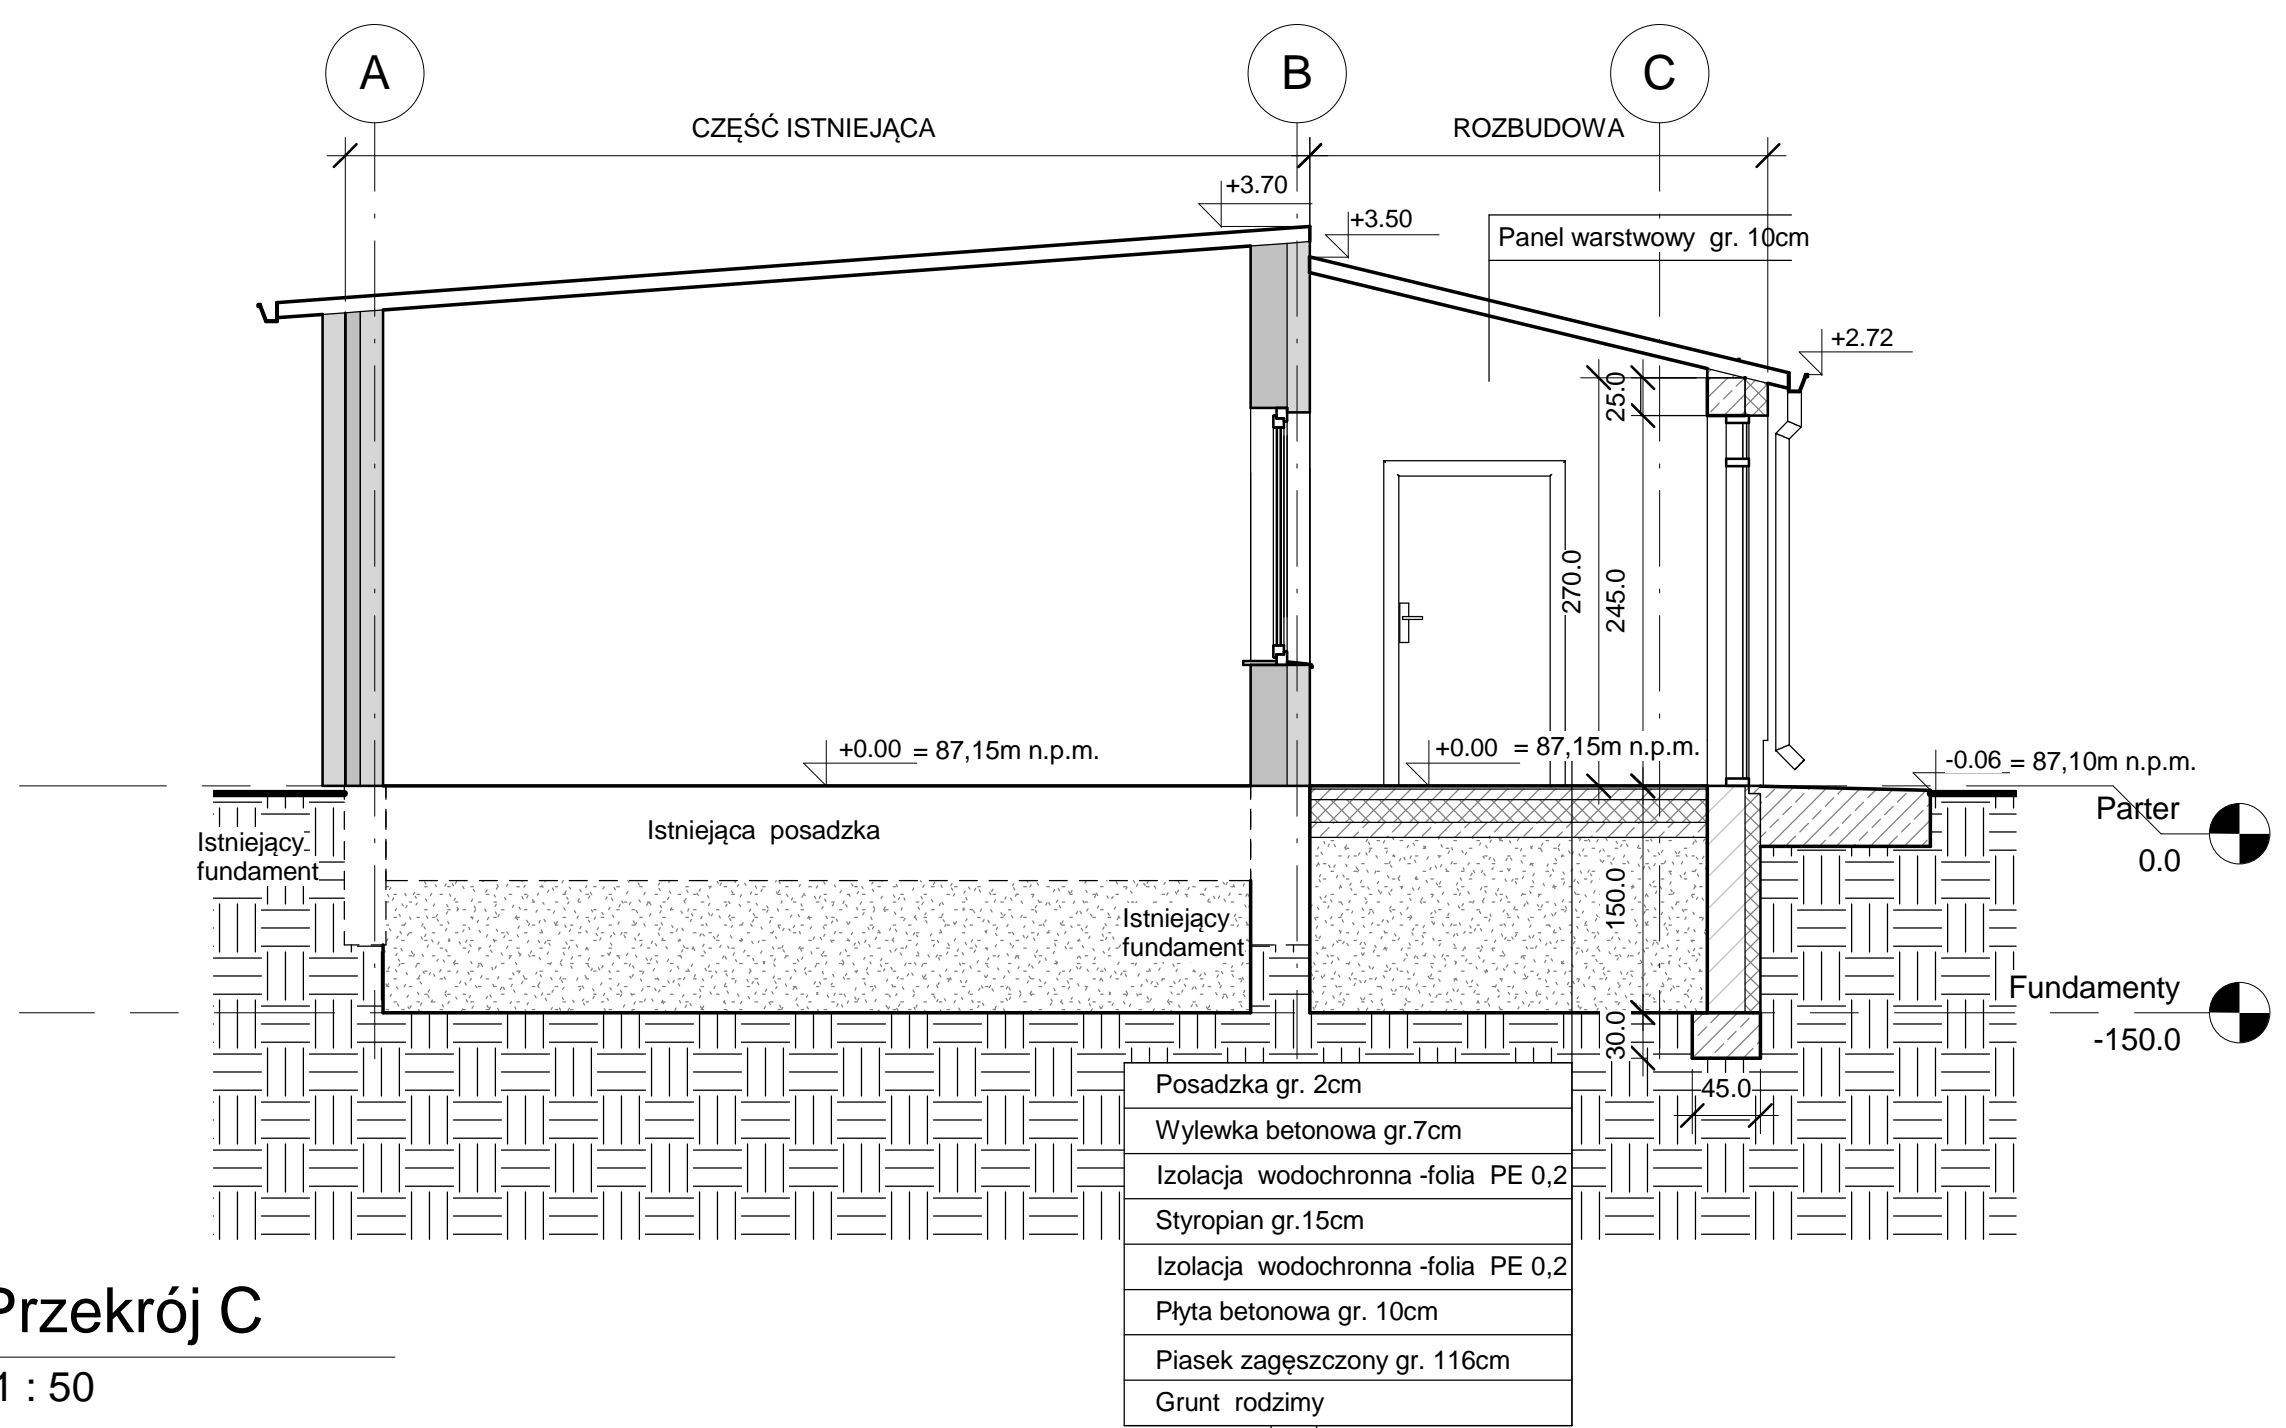 A
B
C
CZĘŚĆ ISTNIEJĄCA
ROZBUDOWA
+3.70
+3.50
Panel warstwowy gr. 10cm
+2.72
25.0
270.0
245.0
+0.00 = 87,15m n.p.m.
+0.00 = 87,15m n.p.m.
-0.06 = 87,10m n.p.m.
Parter
0.0
Istniejący
fundament
Istniejąca posadzka
Istniejący
fundament
150.0
Fundamenty
-150.0
30.0
45.0
Posadzka gr. 2cm
Wylewka betonowa gr.7cm
Izolacja wodochronna -folia PE 0,2
Styropian gr.15cm
Izolacja wodochronna -folia PE 0,2
Płyta betonowa gr. 10cm
Piasek zagęszczony gr. 116cm
Grunt rodzimy
Przekrój C
1 : 50